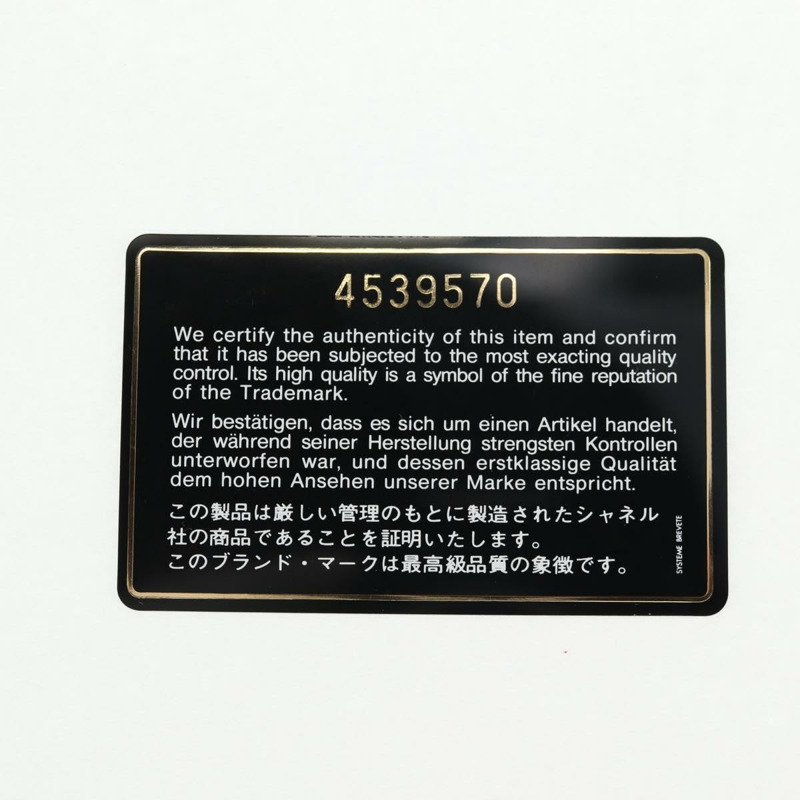 4539570
We certify the authenticity of this item and confirm
that it has been subjected to the most exacting quality
control. Its high quality is a symbol of the fine reputation
of the Trademark.
Wir bestätigen, dass es sich um einen Artikel handelt,
der während seiner Herstellung strengsten Kontrollen
unterworfen war, und dessen erstklassige Qualität
dem hohen Ansehen unserer Marke entspricht.
この製品は厳しい管理のもとに製造されたシャネル
社の商品であることを証明いたします。
このブランド・マークは最高級品質の象徴です。
SYSTEME BREVETE